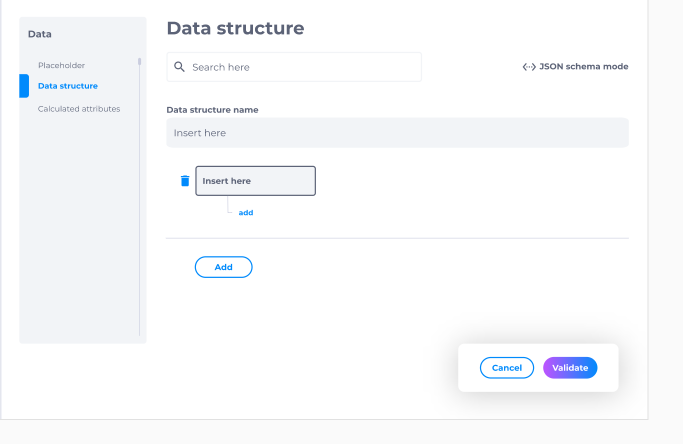 Data
Placeholder
Data structure
Calculated attributes
Data structure
Search here
JSON schema mode
Data structure name
Insert here
Insert here
add
Add
Cancel
Validate